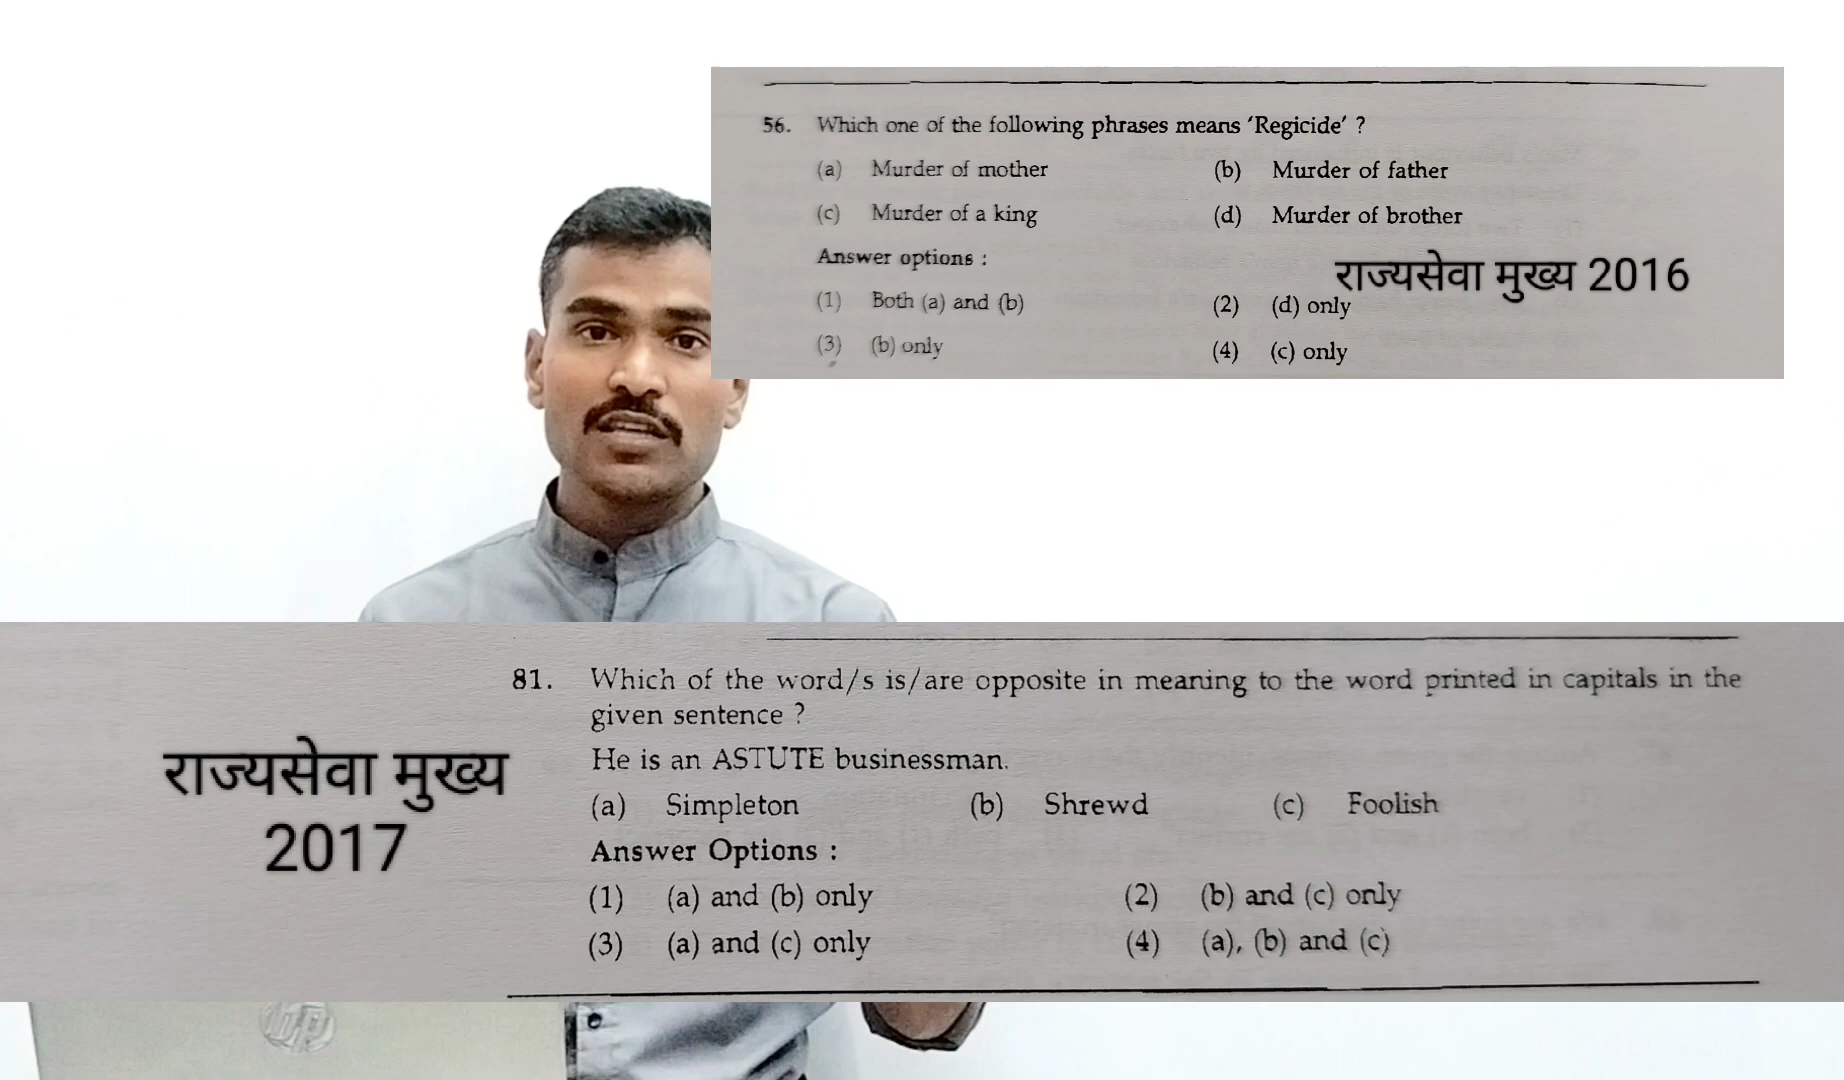 56. Which one of the following phrases means ‘Regicide’ ?
(a) Murder of mother (b) Murder of father
(c) Murder of a king (d) Murder of brother
Answer options :
राज्यसेवा मुख्य 2016
(1) Both (a) and (b) (2) (d) only
(3) (b) only (4) (c) only
81. Which of the word/s is/are opposite in meaning to the word printed in capitals in the
given sentence ?
He is an ASTUTE businessman.
(a) Simpleton (b) Shrewd (c) Foolish
Answer Options :
(1) (a) and (b) only (2) (b) and (c) only
(3) (a) and (c) only (4) (a), (b) and (c)
राज्यसेवा मुख्य
2017
hp